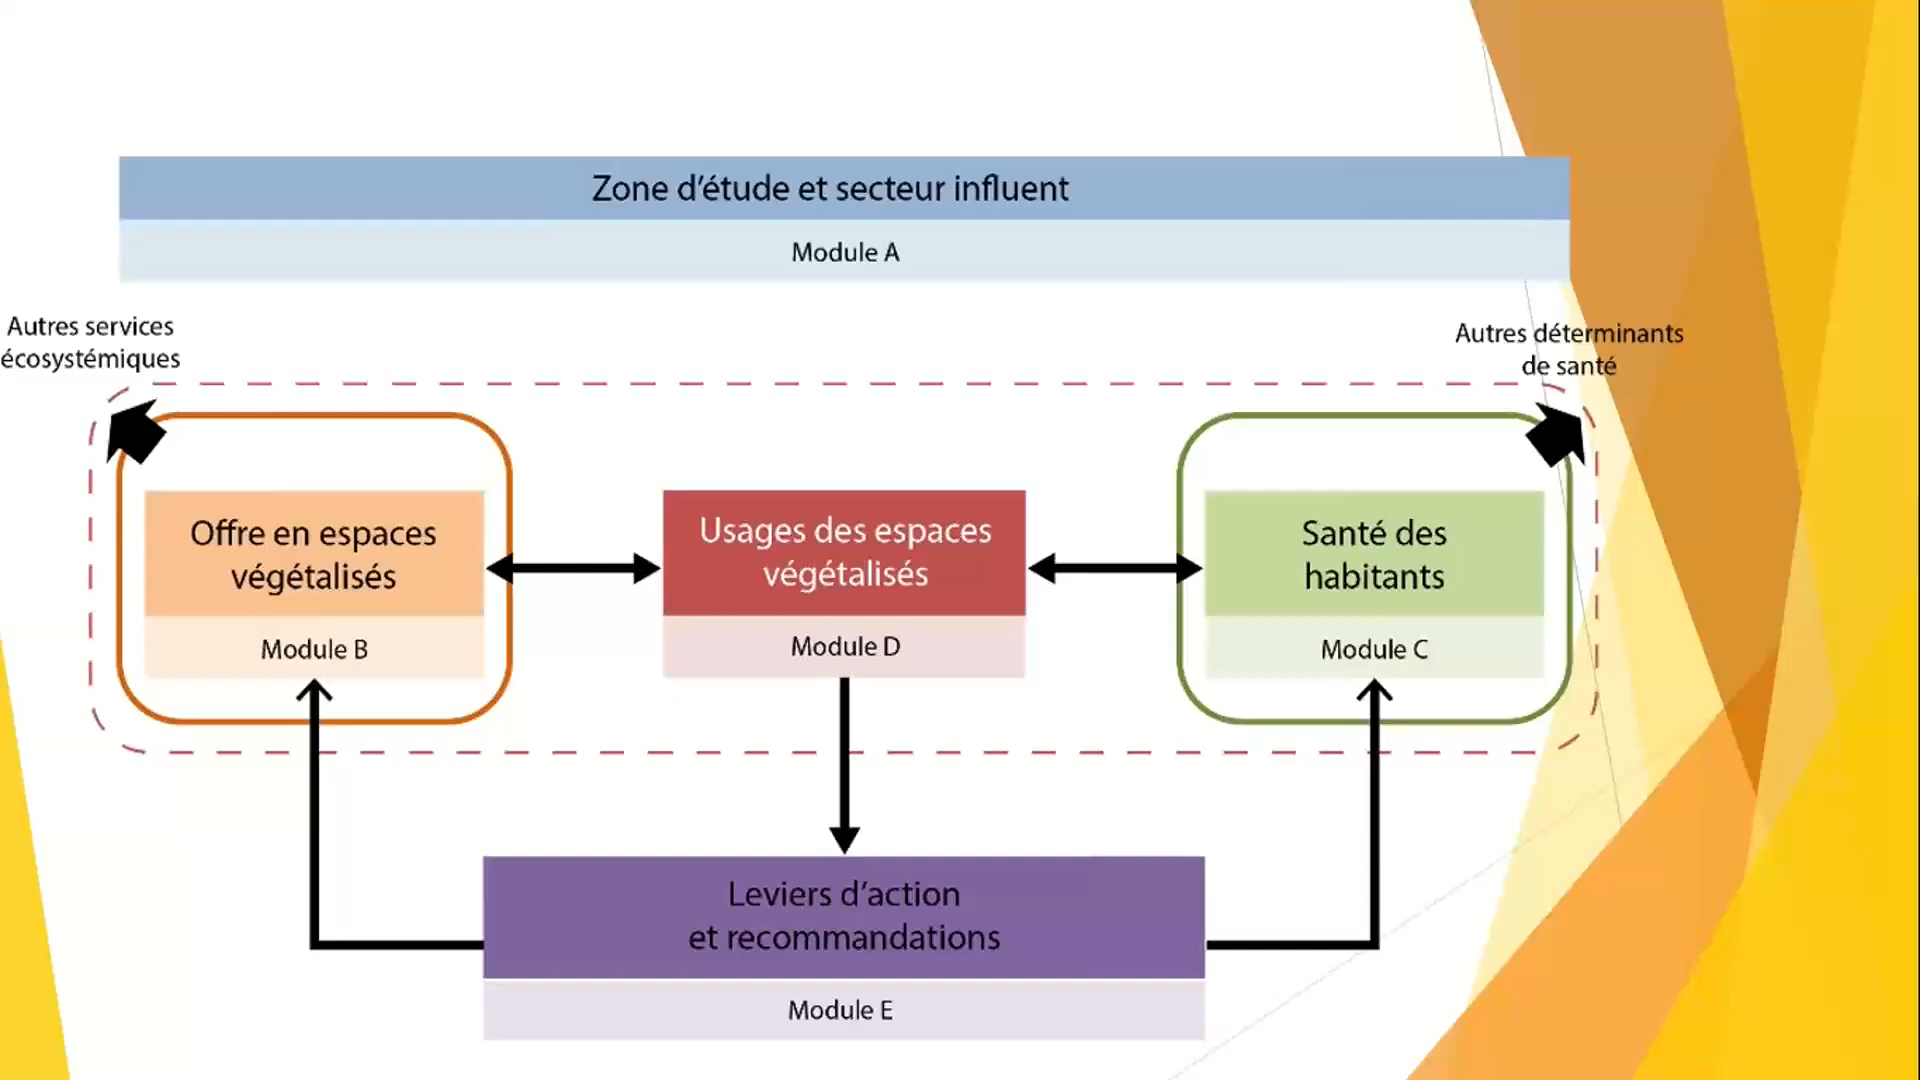 Zone d’étude et secteur influent
Module A
Autres services
écosystémiques
Autres déterminants
de santé
Offre en espaces
végétalisés
Module B
Usages des espaces
végétalisés
Module D
Santé des
habitants
Module C
Leviers d’action
et recommandations
Module E